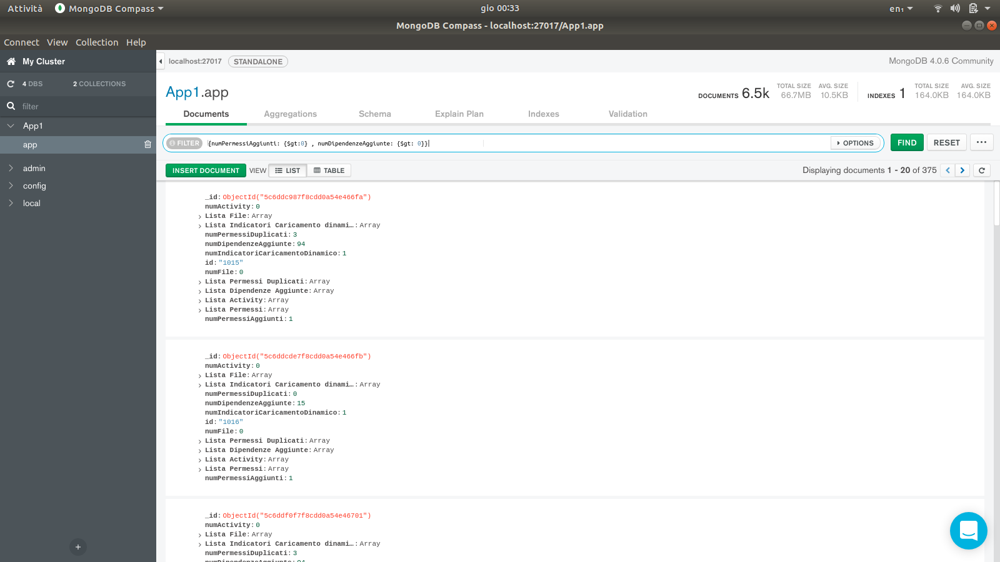 Attività MongoDB Compass gio 00:33 en₁
MongoDB Compass - localhost:27017/App1.app
Connect View Collection Help
My Cluster
4 DBS 2 COLLECTIONS
filter
App1
app
admin
config
local
+
localhost:27017 STANDALONE MongoDB 4.0.6 Community
App1.app
DOCUMENTS 6.5k TOTAL SIZE 66.7MB AVG. SIZE 10.5KB INDEXES 1 TOTAL SIZE 164.0KB AVG. SIZE 164.0KB
Documents Aggregations Schema Explain Plan Indexes Validation
FILTER {numPermessiAggiunti: {$gt:0} , numDipendenzeAggiunte: {$gt: 0}} OPTIONS FIND RESET ...
INSERT DOCUMENT VIEW LIST TABLE Displaying documents 1 - 20 of 375
_id: ObjectId("5c6ddc987f8cdd0a54e466fa")
numActivity: 0
Lista File: Array
Lista Indicatori Caricamento dinami…: Array
numPermessiDuplicati: 3
numDipendenzeAggiunte: 94
numIndicatoriCaricamentoDinamico: 1
id: "1015"
numFile: 0
Lista Permessi Duplicati: Array
Lista Dipendenze Aggiunte: Array
Lista Activity: Array
Lista Permessi: Array
numPermessiAggiunti: 1
_id: ObjectId("5c6ddcde7f8cdd0a54e466fb")
numActivity: 0
Lista File: Array
Lista Indicatori Caricamento dinami…: Array
numPermessiDuplicati: 0
numDipendenzeAggiunte: 15
numIndicatoriCaricamentoDinamico: 1
id: "1016"
numFile: 0
Lista Permessi Duplicati: Array
Lista Dipendenze Aggiunte: Array
Lista Activity: Array
Lista Permessi: Array
numPermessiAggiunti: 1
_id: ObjectId("5c6ddf0f7f8cdd0a54e46701")
numActivity: 0
Lista File: Array
Lista Indicatori Caricamento dinami…: Array
numPermessiDuplicati: 3
numDipendenzeAggiunte: 94